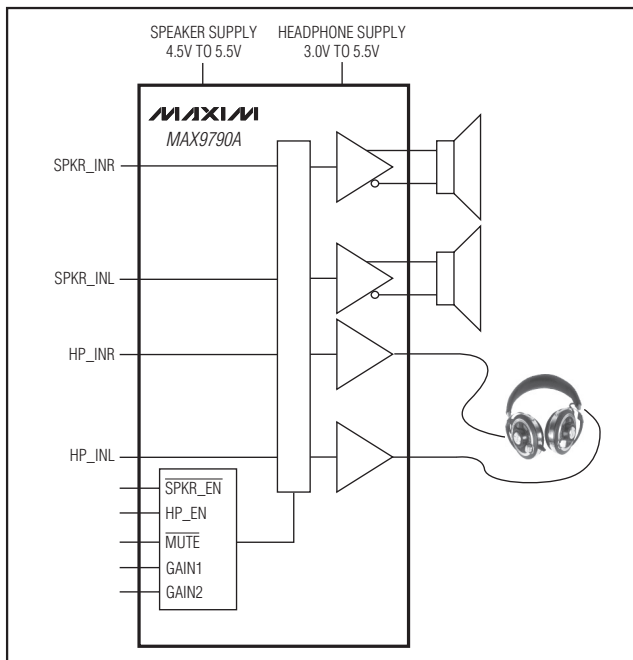 SPEAKER SUPPLY
4.5V TO 5.5V
HEADPHONE SUPPLY
3.0V TO 5.5V
MAXIM
MAX9790A
SPKR_INR
SPKR_INL
HP_INR
HP_INL
SPKR_EN
HP_EN
MUTE
GAIN1
GAIN2